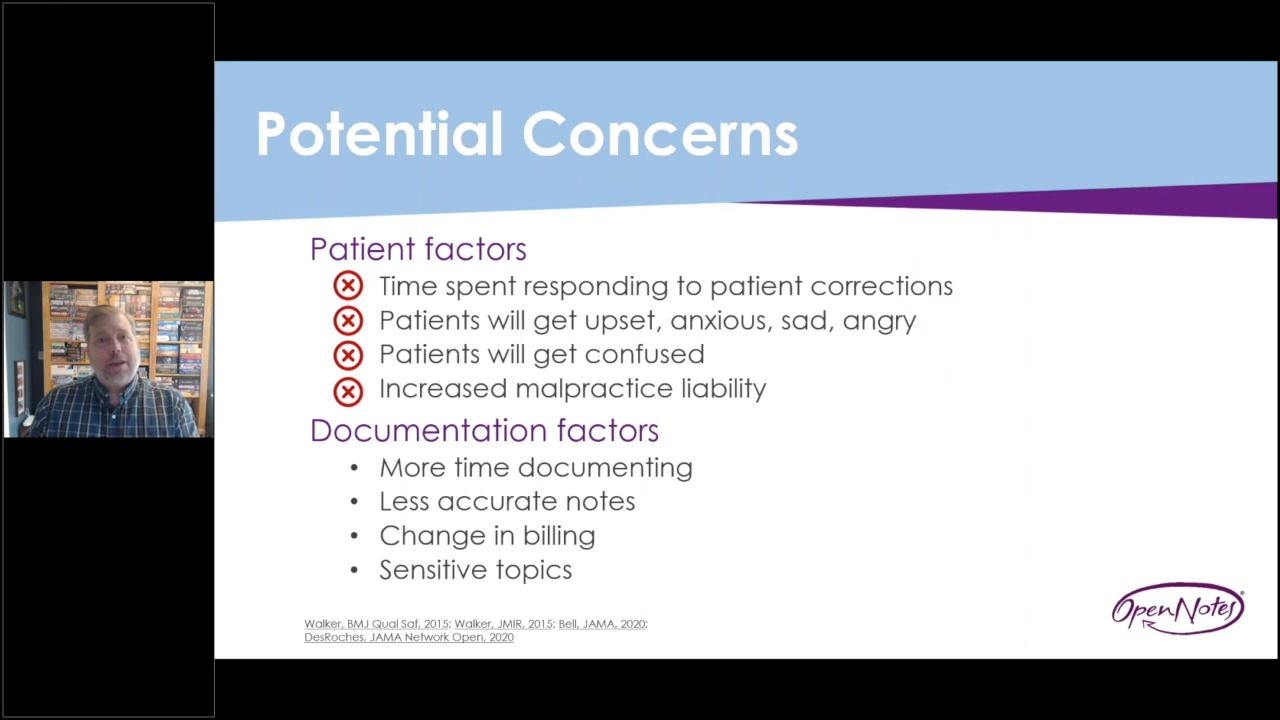 Potential Concerns
Patient factors
Time spent responding to patient corrections
Patients will get upset, anxious, sad, angry
Patients will get confused
Increased malpractice liability
Documentation factors
• More time documenting
• Less accurate notes
• Change in billing
• Sensitive topics
Walker, BMJ Qual Saf, 2015; Walker, JMIR, 2015; Bell, JAMA, 2020;
DesRoches, JAMA Network Open, 2020
OpenNotes